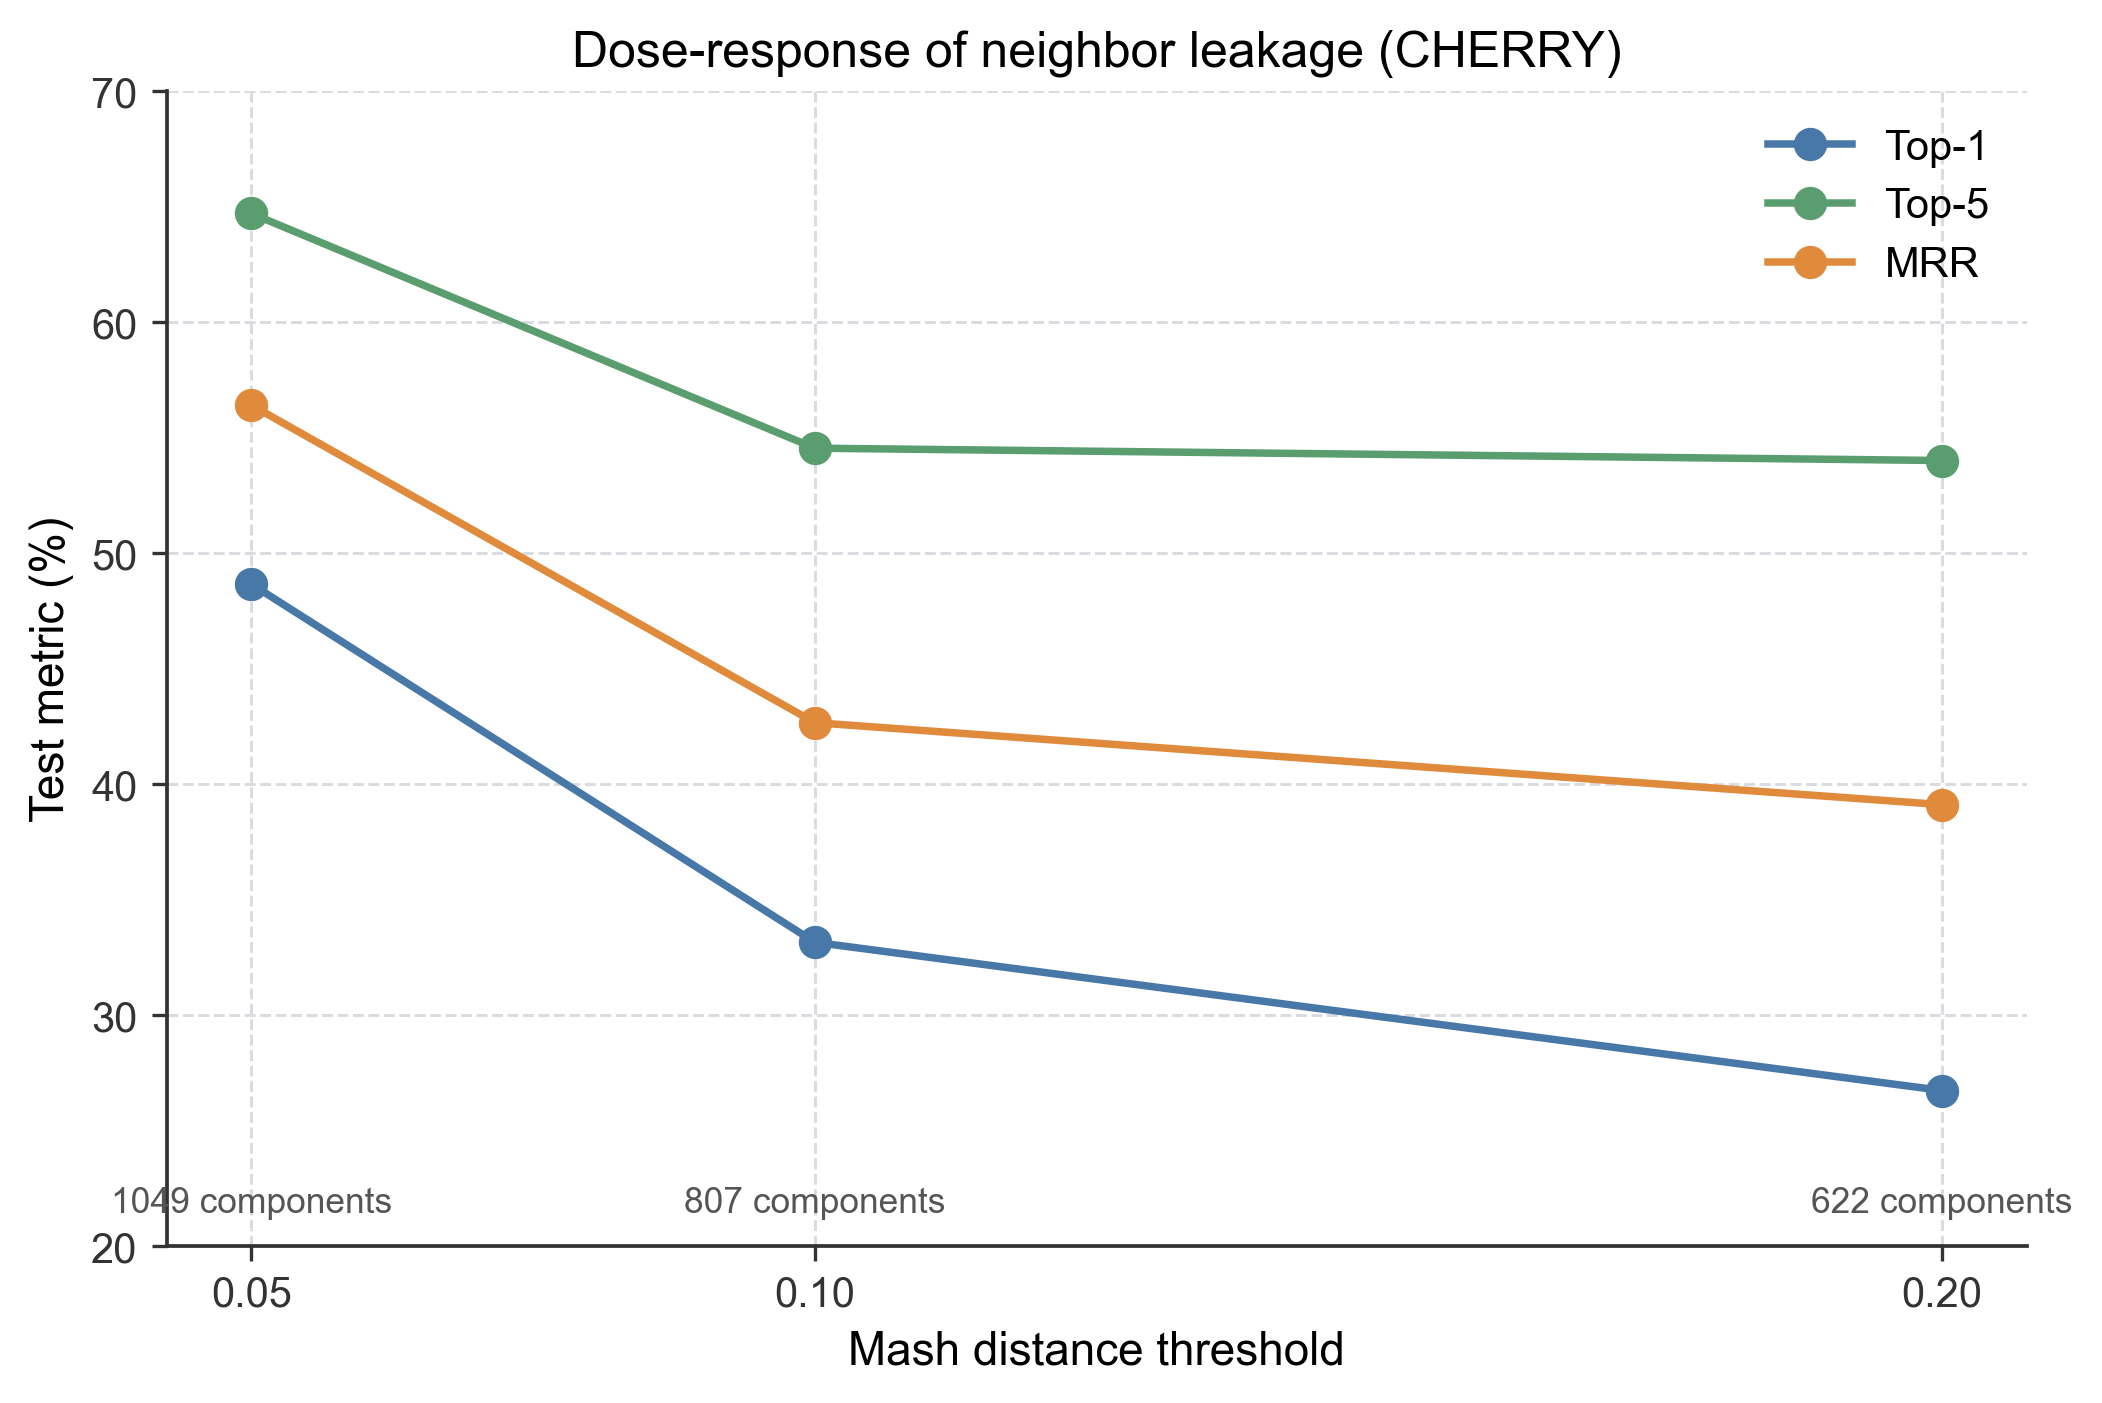 Dose-response of neighbor leakage (CHERRY)
70
60
50
40
30
20
Test metric (%)
Top-1
Top-5
MRR
1049 components
807 components
622 components
0.05
0.10
0.20
Mash distance threshold